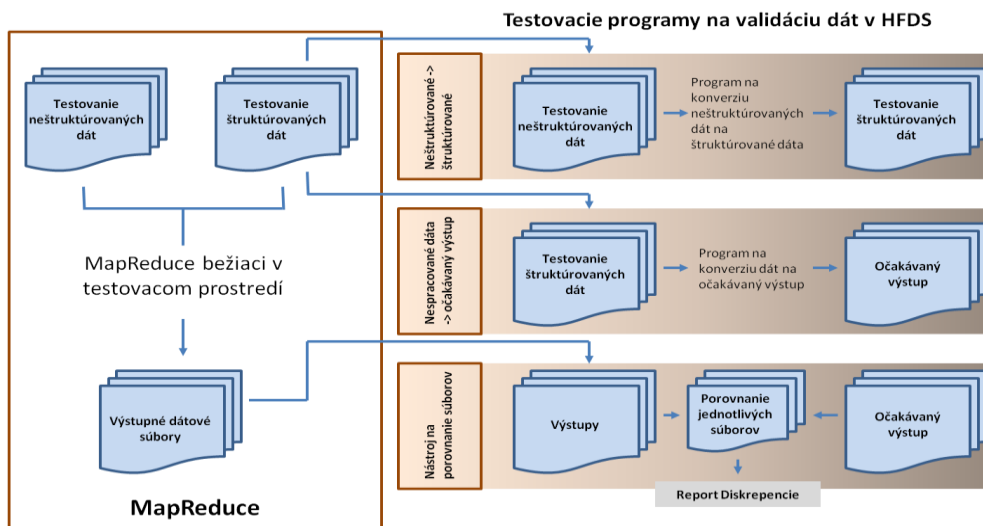 Testovacie programy na validáciu dát v HFDS
Testovanie
neštruktúrovaných
dát
Testovanie
štruktúrovaných
dát
MapReduce bežiaci v
testovacom prostredí
Výstupné dátové
súbory
MapReduce
Neštruktúrované ->
štruktúrované
Testovanie
neštruktúrovaných
dát
Program na
konverziu
neštruktúrovaných
dát na
štruktúrované dáta
Testovanie
štruktúrovaných
dát
Nespracované dáta
-> očakávaný výstup
Testovanie
štruktúrovaných
dát
Program na
konverziu dát na
očakávaný výstup
Očakávaný
výstup
Nástroj na
porovnanie súborov
Výstupy
Porovnanie
jednotlivých
súborov
Očakávaný
výstup
Report Diskrepencie